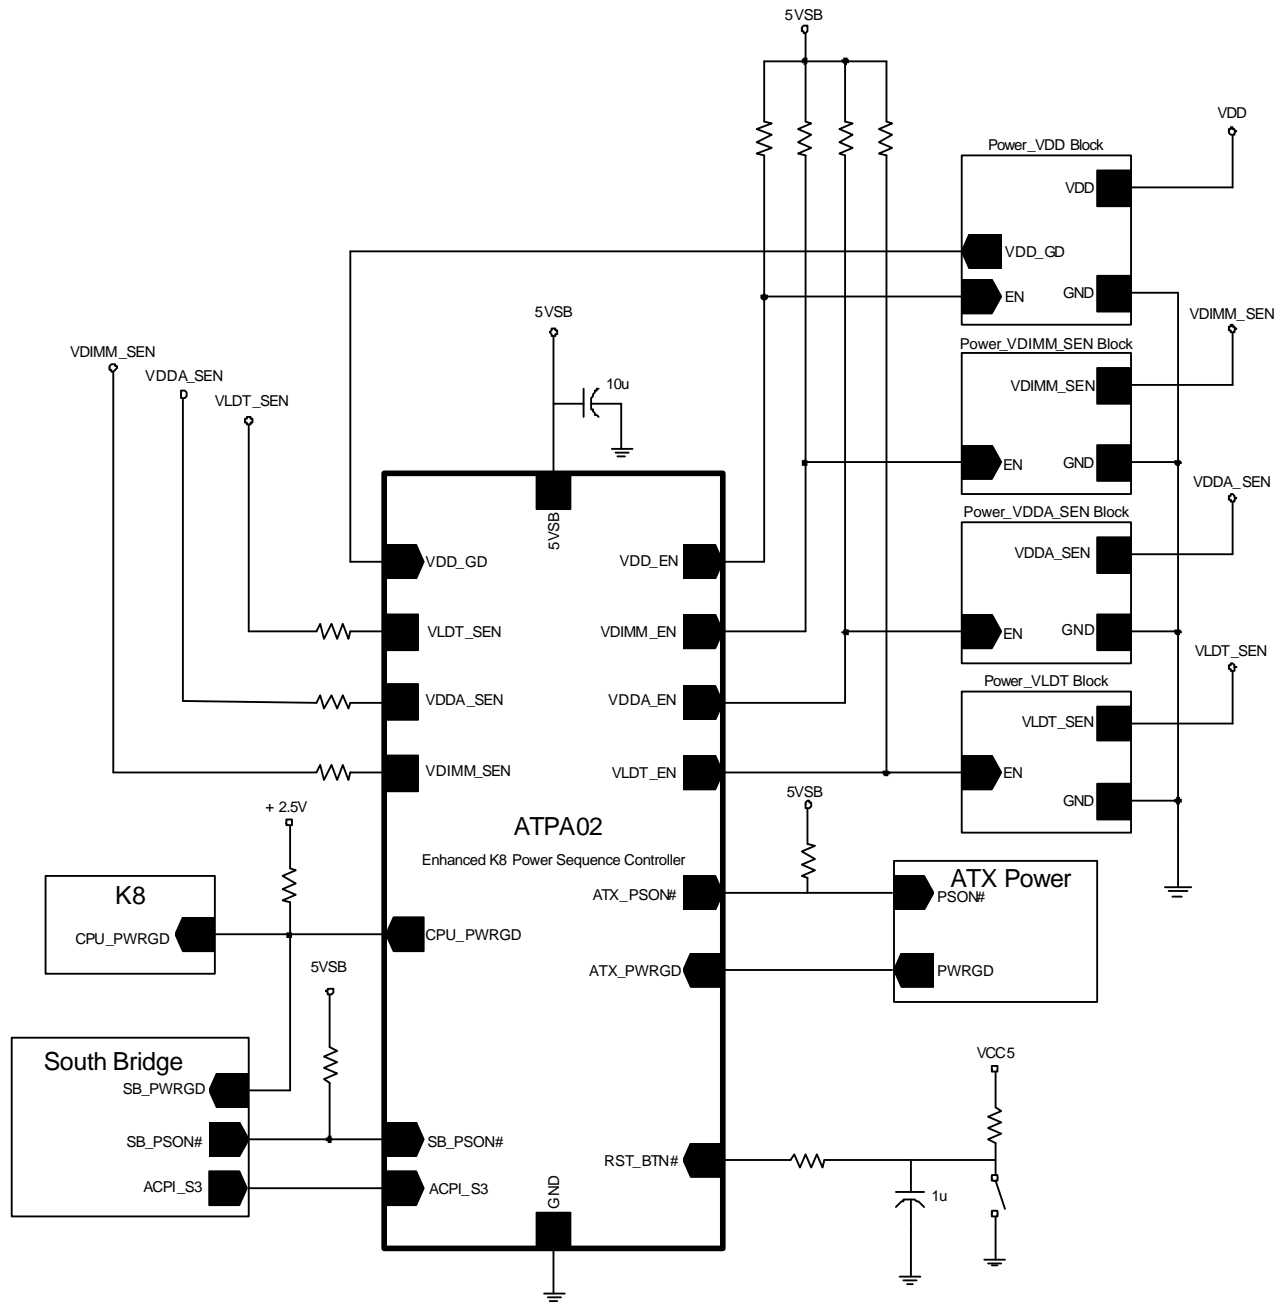 5VSB
VDD
Power_VDD Block
VDD
VDD_GD
EN
GND
VDIMM_SEN
Power_VDIMM_SEN Block
VDIMM_SEN
EN
GND
VDDA_SEN
Power_VDDA_SEN Block
VDDA_SEN
EN
GND
VLDT_SEN
Power_VLDT Block
VLDT_SEN
EN
GND
VDIMM_SEN
VDDA_SEN
VLDT_SEN
5VSB
10u
5VSB
VDD_GD
VDD_EN
VLDT_SEN
VDIMM_EN
VDDA_SEN
VDDA_EN
VDIMM_SEN
VLDT_EN
ATPA02
Enhanced K8 Power Sequence Controller
ATX_PSON#
CPU_PWRGD
ATX_PWRGD
SB_PSON#
RST_BTN#
ACPI_S3
GND
+ 2.5V
K8
CPU_PWRGD
5VSB
South Bridge
SB_PWRGD
SB_PSON#
ACPI_S3
5VSB
ATX Power
PSON#
PWRGD
VCC5
1u